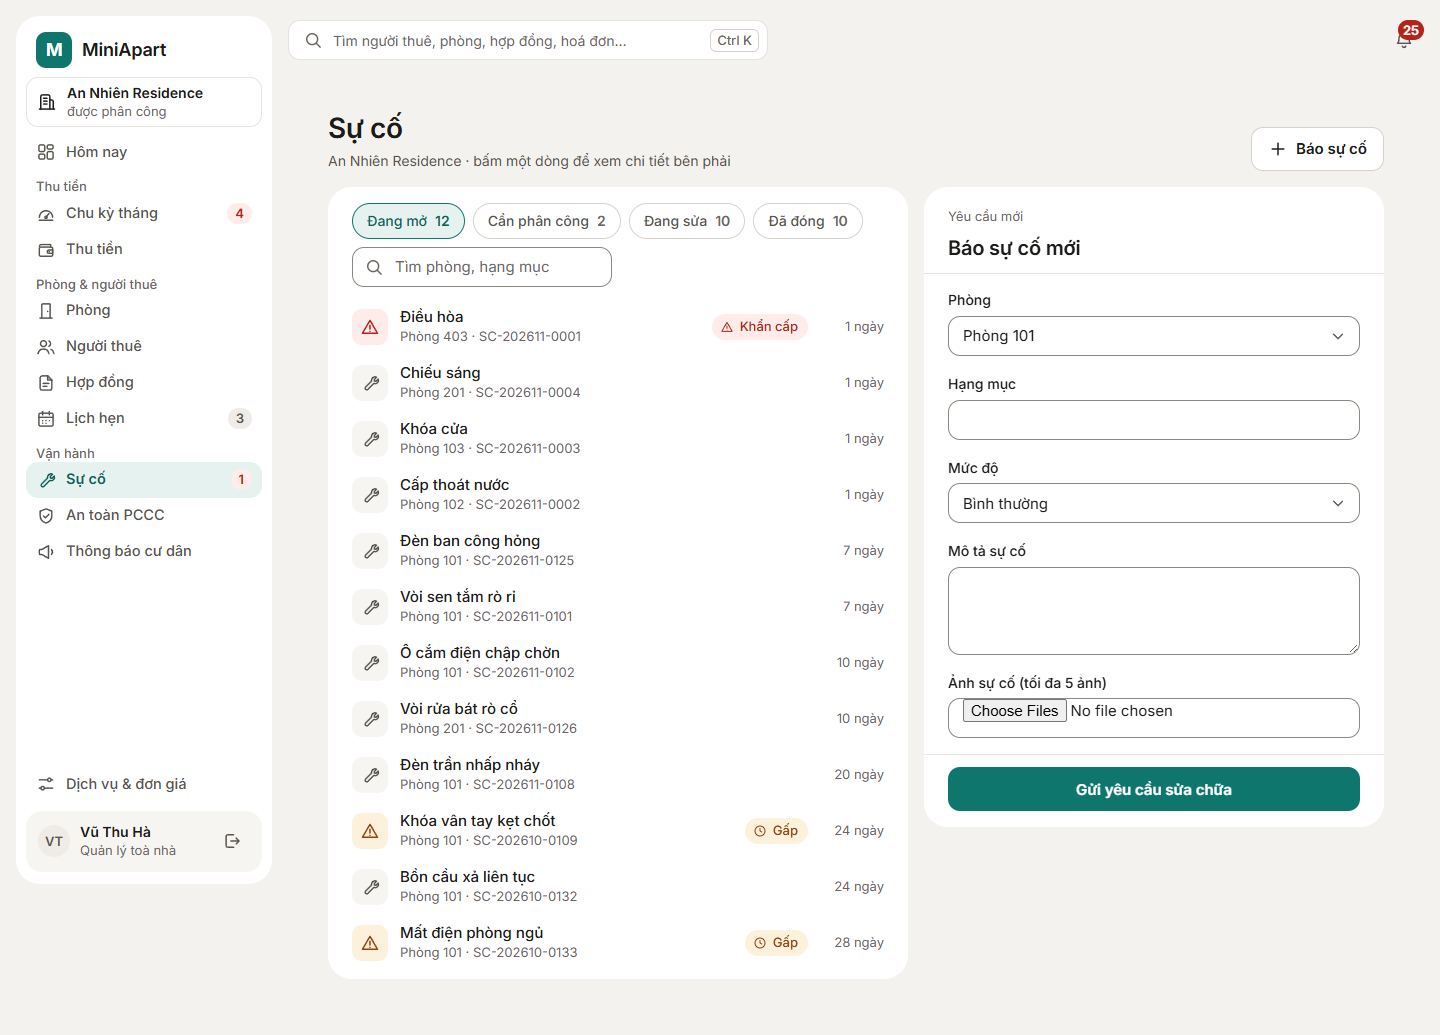 M MiniApart
An Nhiên Residence
được phân công
Hôm nay
Thu tiền
Chu kỳ tháng 4
Thu tiền
Phòng & người thuê
Phòng
Người thuê
Hợp đồng
Lịch hẹn 3
Vận hành
Sự cố 1
An toàn PCCC
Thông báo cư dân
Dịch vụ & đơn giá
VT Vũ Thu Hà
Quản lý toà nhà
Tìm người thuê, phòng, hợp đồng, hoá đơn... Ctrl K
25
Sự cố
An Nhiên Residence · bấm một dòng để xem chi tiết bên phải
Báo sự cố
Đang mở 12 Cần phân công 2 Đang sửa 10 Đã đóng 10
Tìm phòng, hạng mục
Điều hòa
Phòng 403 · SC-202611-0001
Khẩn cấp 1 ngày
Chiếu sáng
Phòng 201 · SC-202611-0004
1 ngày
Khóa cửa
Phòng 103 · SC-202611-0003
1 ngày
Cấp thoát nước
Phòng 102 · SC-202611-0002
1 ngày
Đèn ban công hỏng
Phòng 101 · SC-202611-0125
7 ngày
Vòi sen tắm rò rỉ
Phòng 101 · SC-202611-0101
7 ngày
Ổ cắm điện chập chờn
Phòng 101 · SC-202611-0102
10 ngày
Vòi rửa bát rò cổ
Phòng 201 · SC-202611-0126
10 ngày
Đèn trần nhấp nháy
Phòng 101 · SC-202611-0108
20 ngày
Khóa vân tay kẹt chốt
Phòng 101 · SC-202610-0109
Gấp 24 ngày
Bồn cầu xả liên tục
Phòng 101 · SC-202610-0132
24 ngày
Mất điện phòng ngủ
Phòng 101 · SC-202610-0133
Gấp 28 ngày
Yêu cầu mới
Báo sự cố mới
Phòng
Phòng 101
Hạng mục
Mức độ
Bình thường
Mô tả sự cố
Ảnh sự cố (tối đa 5 ảnh)
Choose Files No file chosen
Gửi yêu cầu sửa chữa